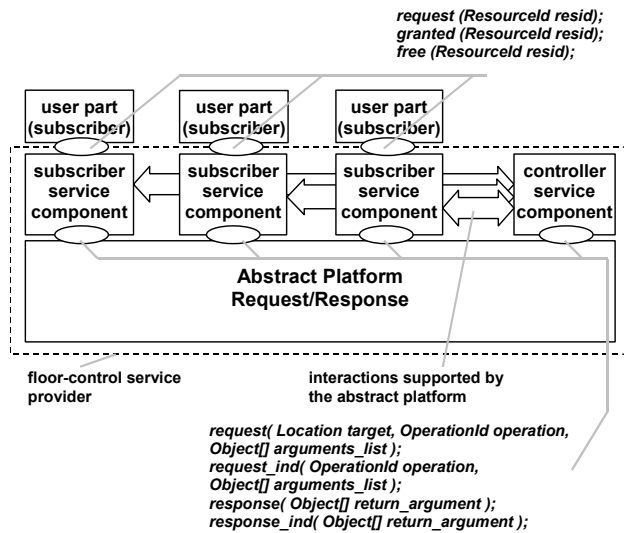 request (ResourceId resid);
granted (ResourceId resid);
free (ResourceId resid);
user part
(subscriber)
user part
(subscriber)
user part
(subscriber)
subscriber
service
component
subscriber
service
component
subscriber
service
component
controller
service
component
Abstract Platform
Request/Response
floor-control service
provider
interactions supported by
the abstract platform
request( Location target, OperationId operation,
Object[] arguments_list );
request_ind( OperationId operation,
Object[] arguments_list );
response( Object[] return_argument );
response_ind( Object[] return_argument );